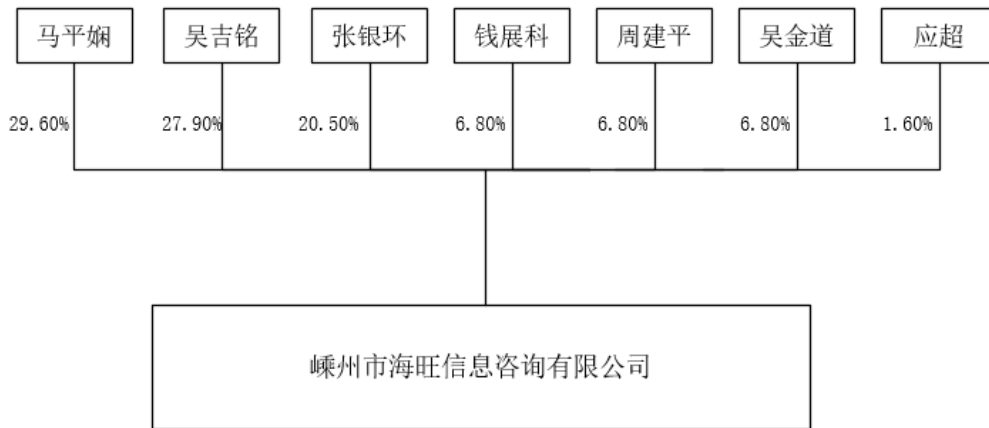 马平娴 吴吉铭 张银环 钱展科 周建平 吴金道 应超
29.60% 27.90% 20.50% 6.80% 6.80% 6.80% 1.60%
嵊州市海旺信息咨询有限公司